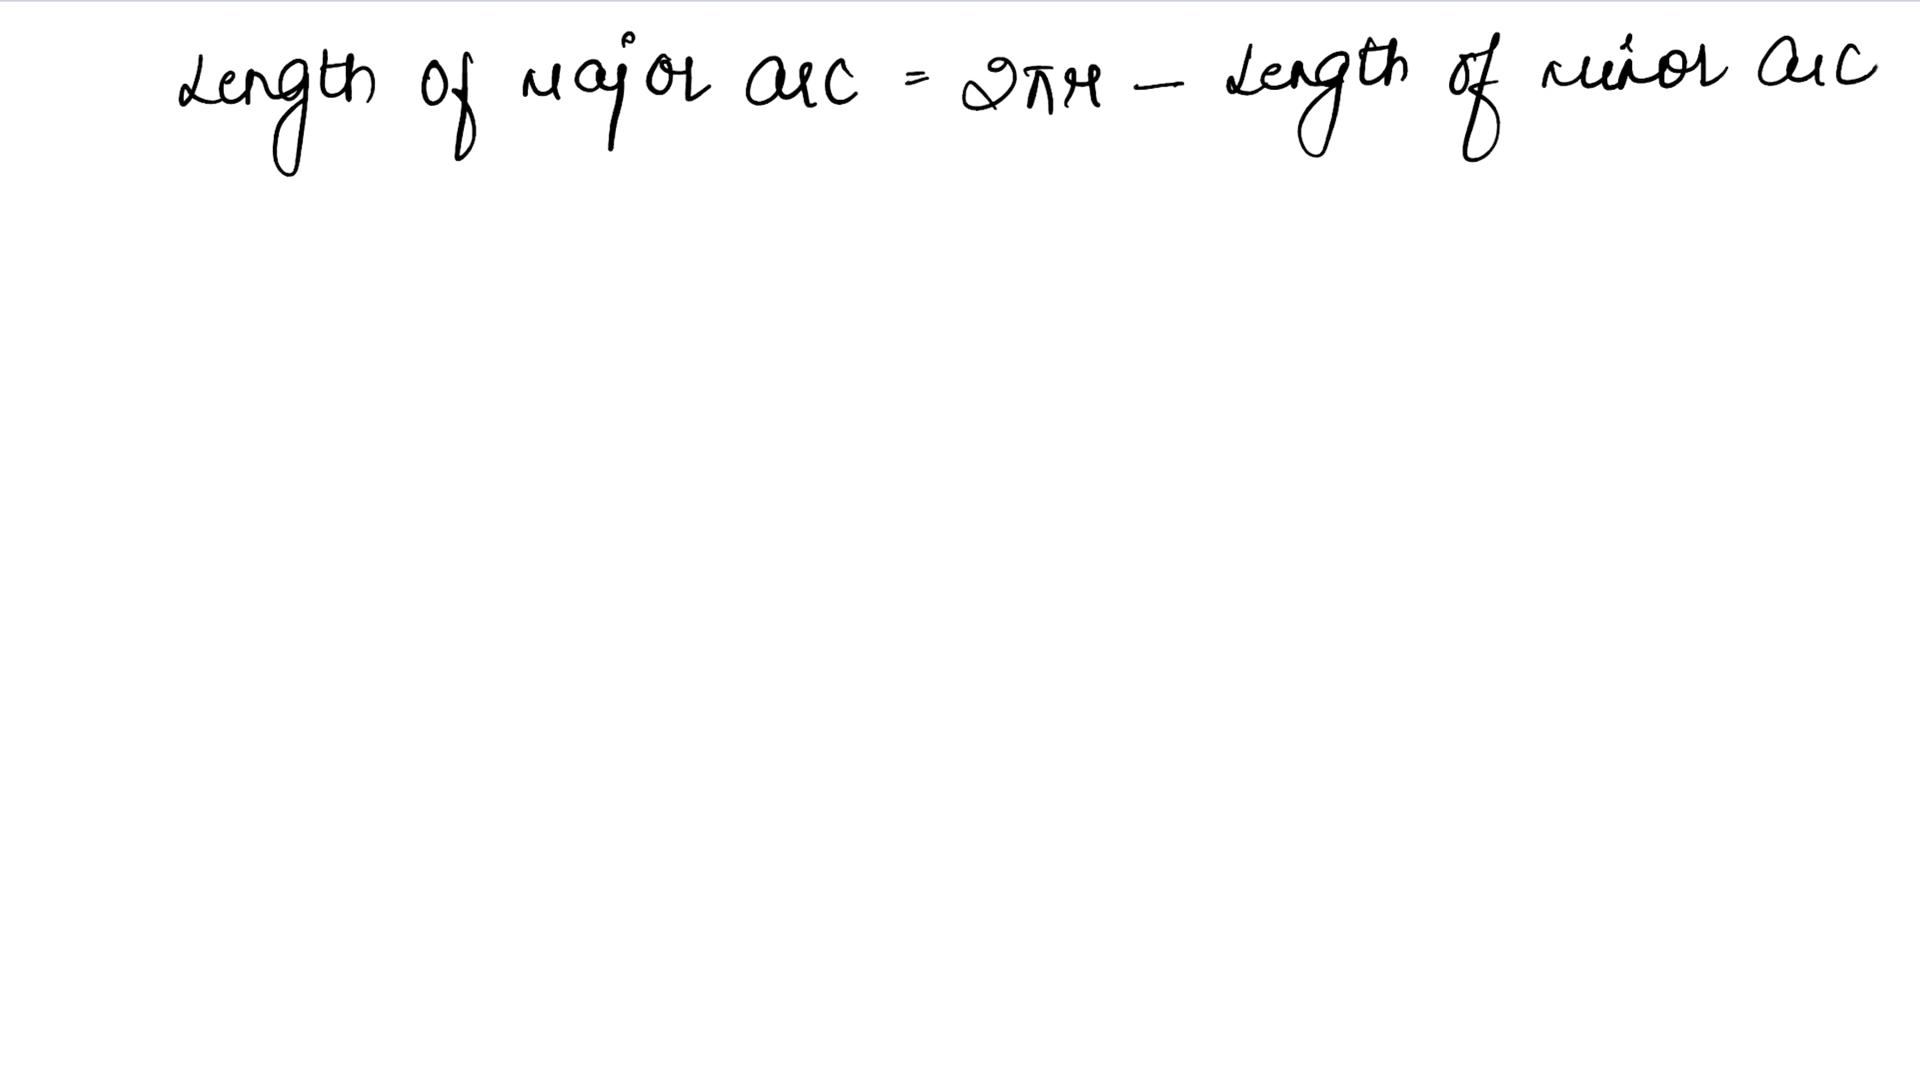 Length of major arc = 2πr - Length of minor arc